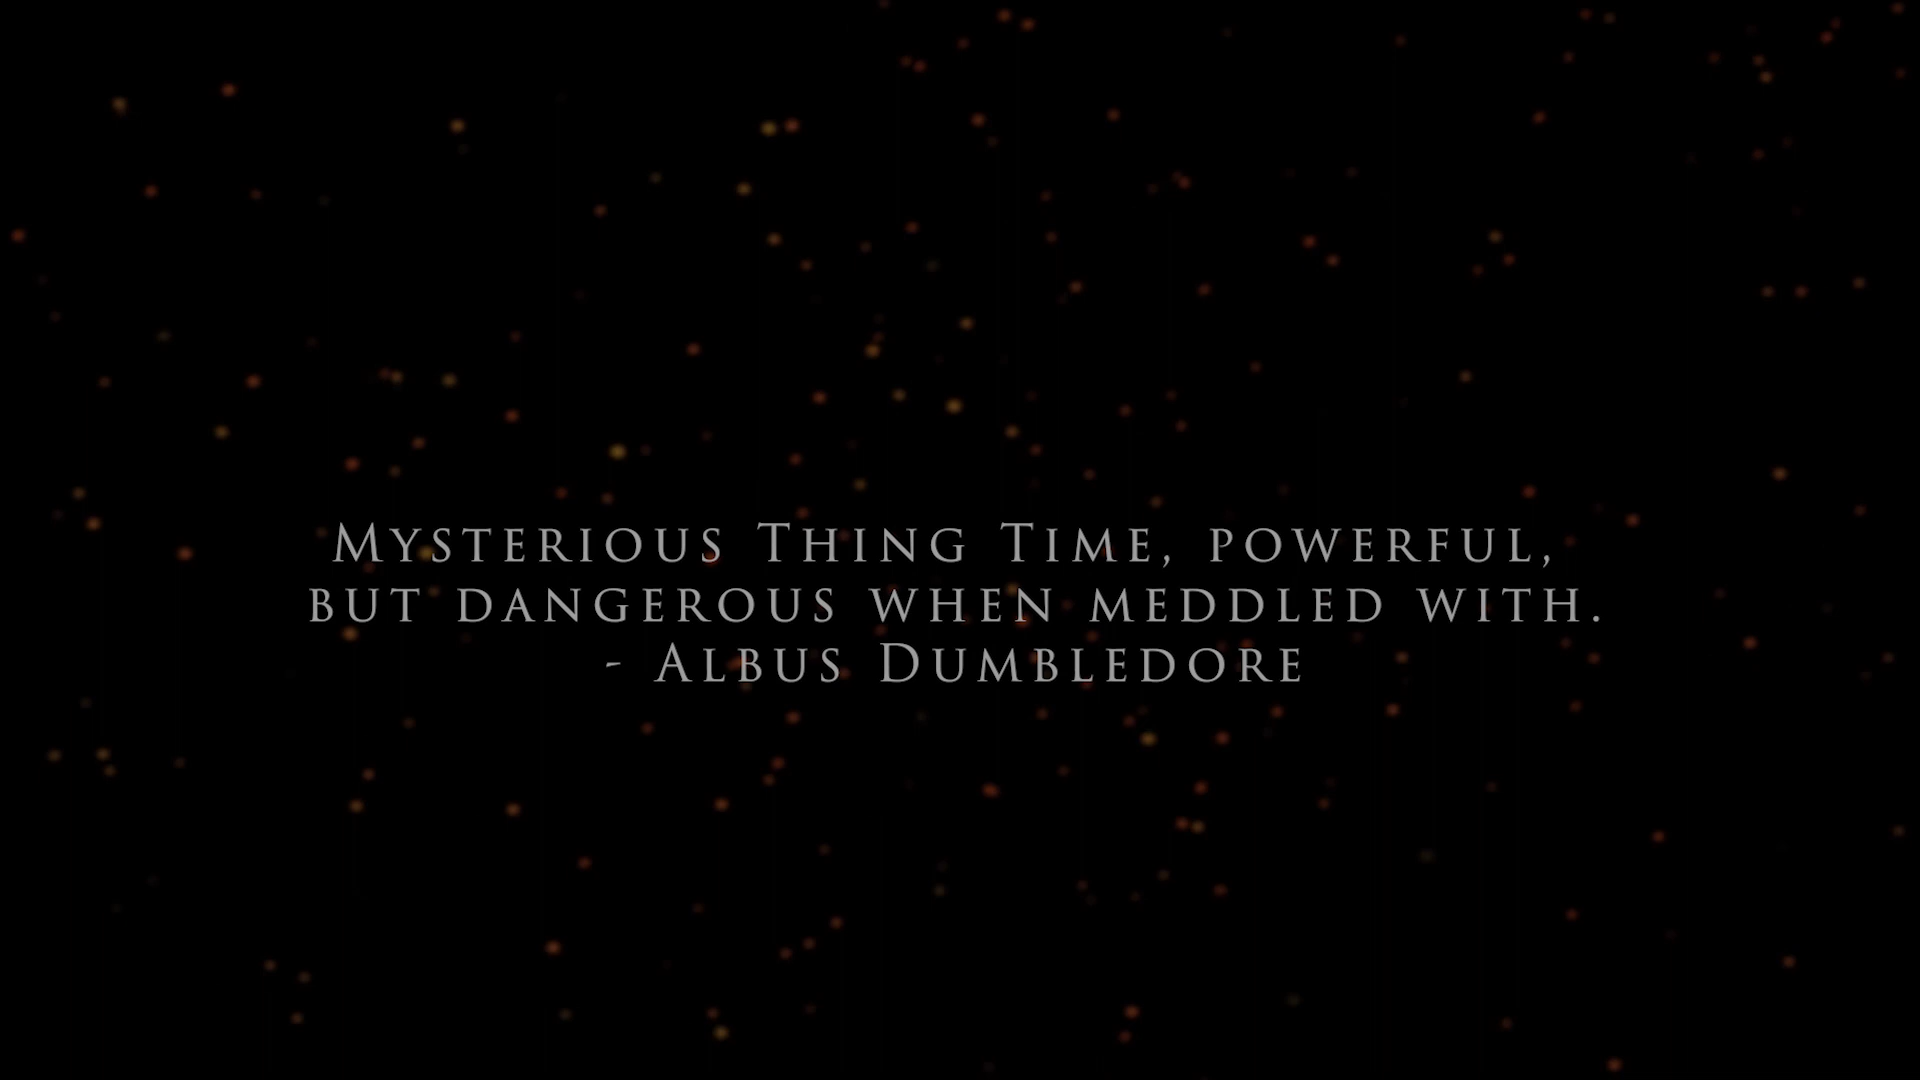 Mysterious Thing Time, powerful,
but dangerous when meddled with.
- Albus Dumbledore